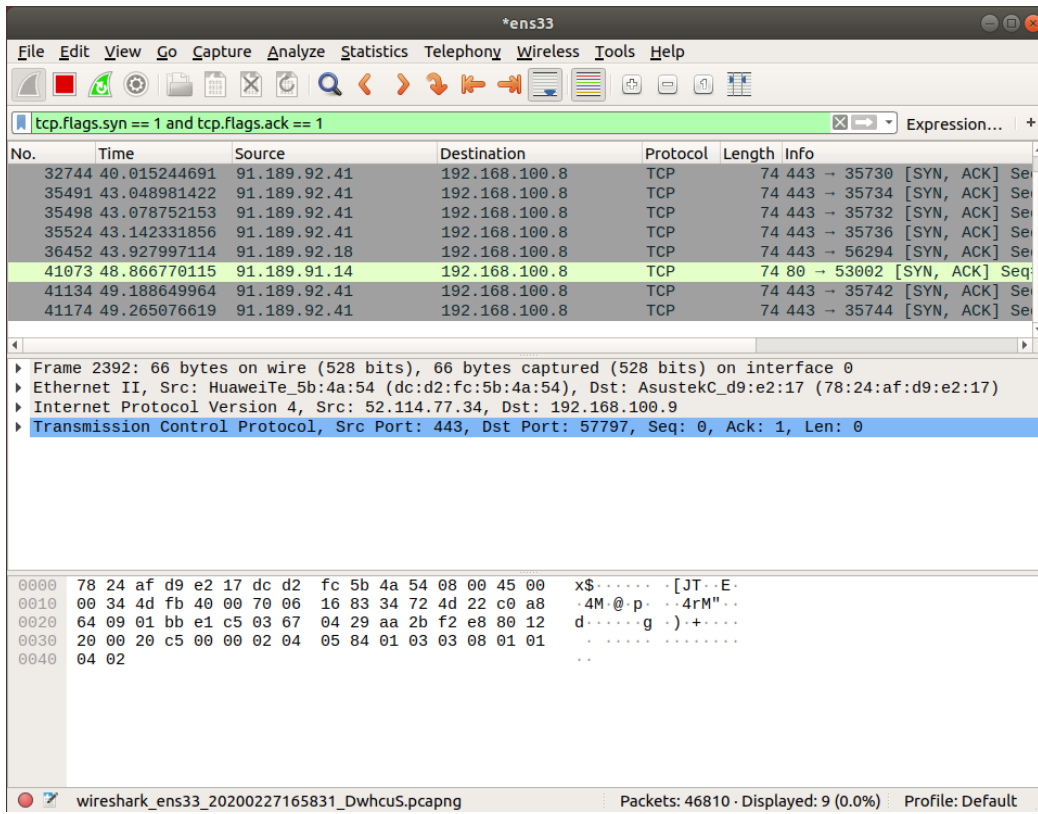 *ens33
File Edit View Go Capture Analyze Statistics Telephony Wireless Tools Help
tcp.flags.syn == 1 and tcp.flags.ack == 1 Expression… +
No. Time Source Destination Protocol Length Info
32744 40.015244691 91.189.92.41 192.168.100.8 TCP 74 443 → 35730 [SYN, ACK] Se
35491 43.048981422 91.189.92.41 192.168.100.8 TCP 74 443 → 35734 [SYN, ACK] Se
35498 43.078752153 91.189.92.41 192.168.100.8 TCP 74 443 → 35732 [SYN, ACK] Se
35524 43.142331856 91.189.92.41 192.168.100.8 TCP 74 443 → 35736 [SYN, ACK] Se
36452 43.927997114 91.189.92.18 192.168.100.8 TCP 74 443 → 56294 [SYN, ACK] Se
41073 48.866770115 91.189.91.14 192.168.100.8 TCP 74 80 → 53002 [SYN, ACK] Seq
41134 49.188649964 91.189.92.41 192.168.100.8 TCP 74 443 → 35742 [SYN, ACK] Se
41174 49.265076619 91.189.92.41 192.168.100.8 TCP 74 443 → 35744 [SYN, ACK] Se
Frame 2392: 66 bytes on wire (528 bits), 66 bytes captured (528 bits) on interface 0
Ethernet II, Src: HuaweiTe_5b:4a:54 (dc:d2:fc:5b:4a:54), Dst: AsustekC_d9:e2:17 (78:24:af:d9:e2:17)
Internet Protocol Version 4, Src: 52.114.77.34, Dst: 192.168.100.9
Transmission Control Protocol, Src Port: 443, Dst Port: 57797, Seq: 0, Ack: 1, Len: 0
0000 78 24 af d9 e2 17 dc d2 fc 5b 4a 54 08 00 45 00 x$······ ·[JT··E·
0010 00 34 4d fb 40 00 70 06 16 83 34 72 4d 22 c0 a8 ·4M·@·p· ··4rM"··
0020 64 09 01 bb e1 c5 03 67 04 29 aa 2b f2 e8 80 12 d······g ·)·+····
0030 20 00 20 c5 00 00 02 04 05 84 01 03 03 08 01 01 · ····· ········
0040 04 02 ··
wireshark_ens33_20200227165831_DwhcuS.pcapng Packets: 46810 · Displayed: 9 (0.0%) Profile: Default